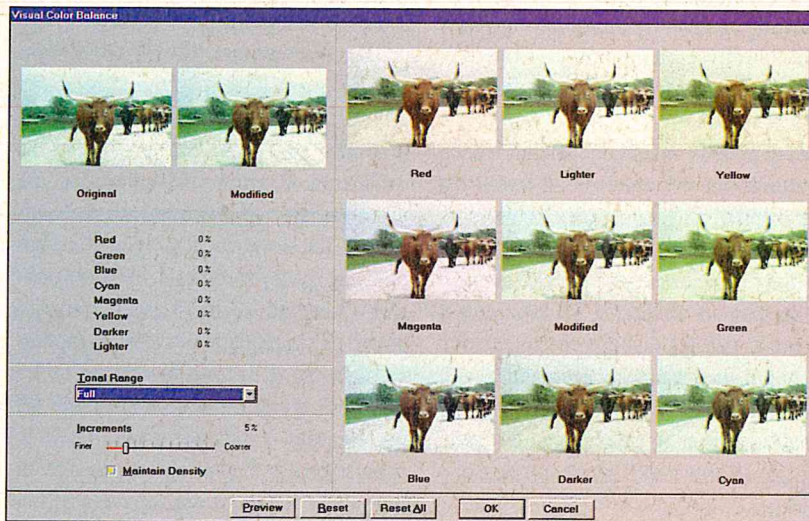 Visual Color Balance
Original
Modified
Red 0%
Green 0%
Blue 0%
Cyan 0%
Magenta 0%
Yellow 0%
Darker 0%
Lighter 0%
Tonal Range
Full
Increments 5%
Finer
Coarser
Maintain Density
Red
Lighter
Yellow
Magenta
Modified
Green
Blue
Darker
Cyan
Preview
Reset
Reset All
OK
Cancel